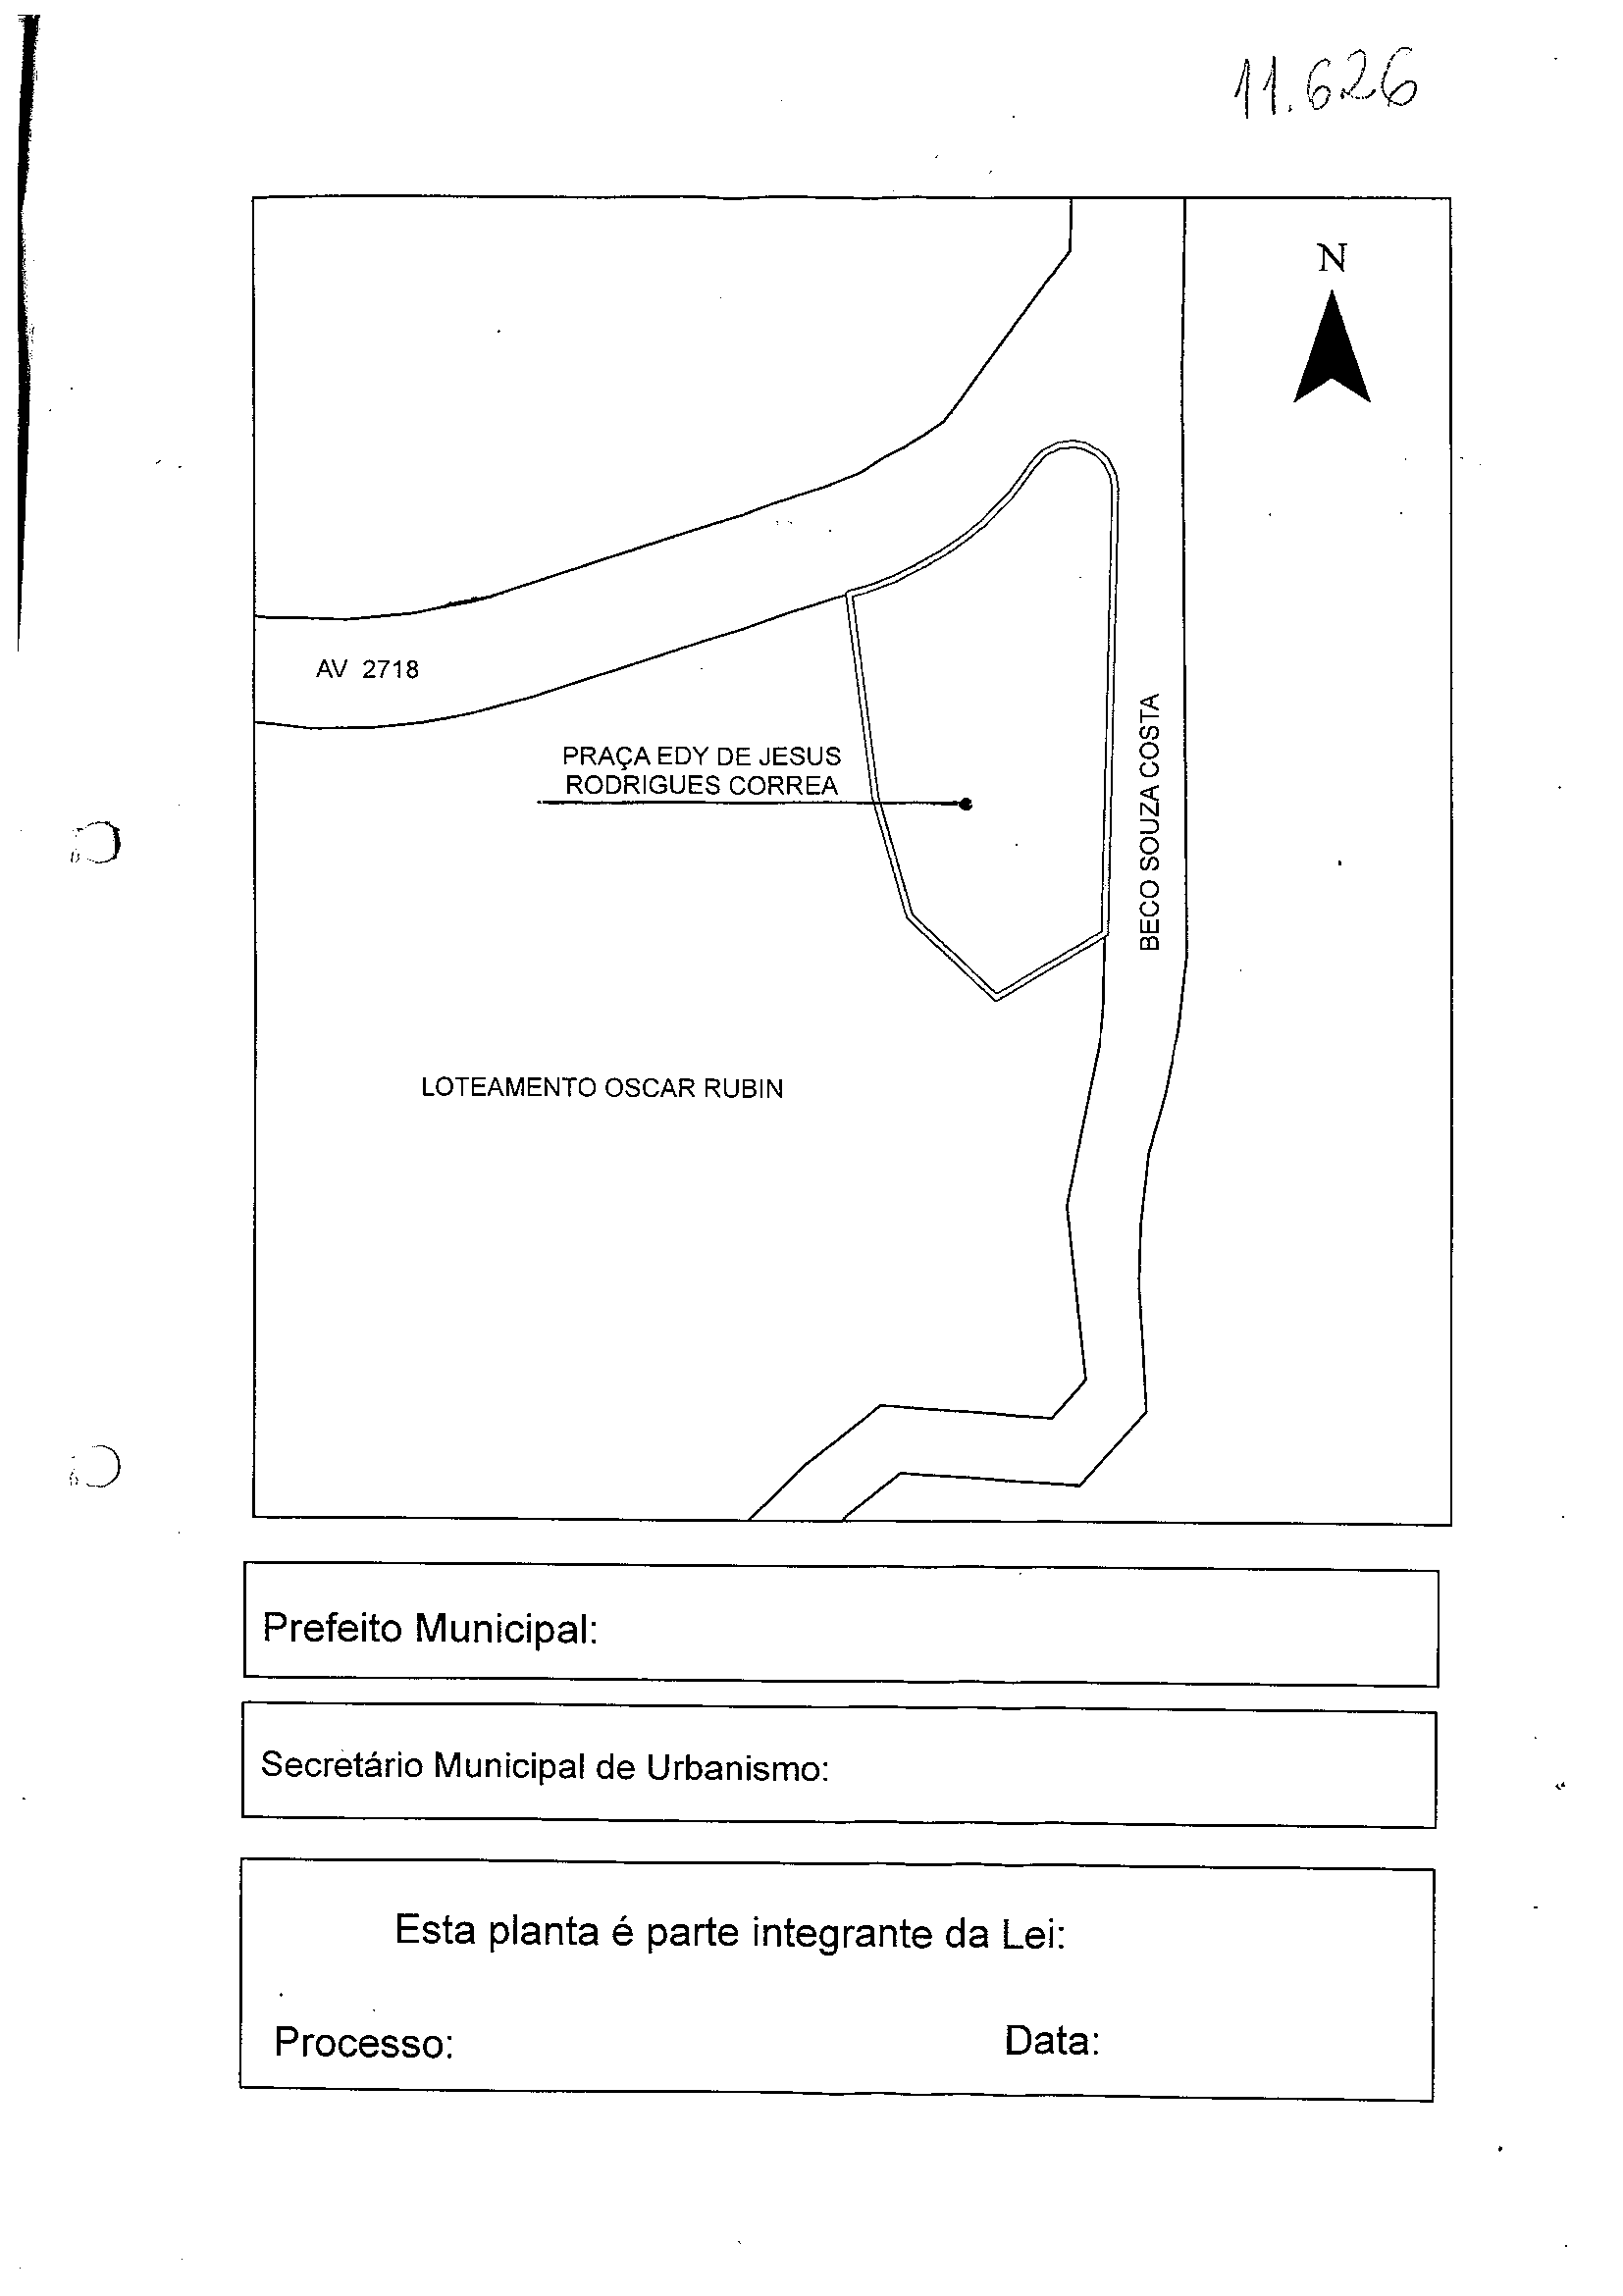 11.626
N
AV 2718
PRAÇA EDY DE JESUS
RODRIGUES CORREA
BECO SOUZA COSTA
LOTEAMENTO OSCAR RUBIN
Prefeito Municipal:
Secretário Municipal de Urbanismo:
Esta planta é parte integrante da Lei:
Processo:
Data: